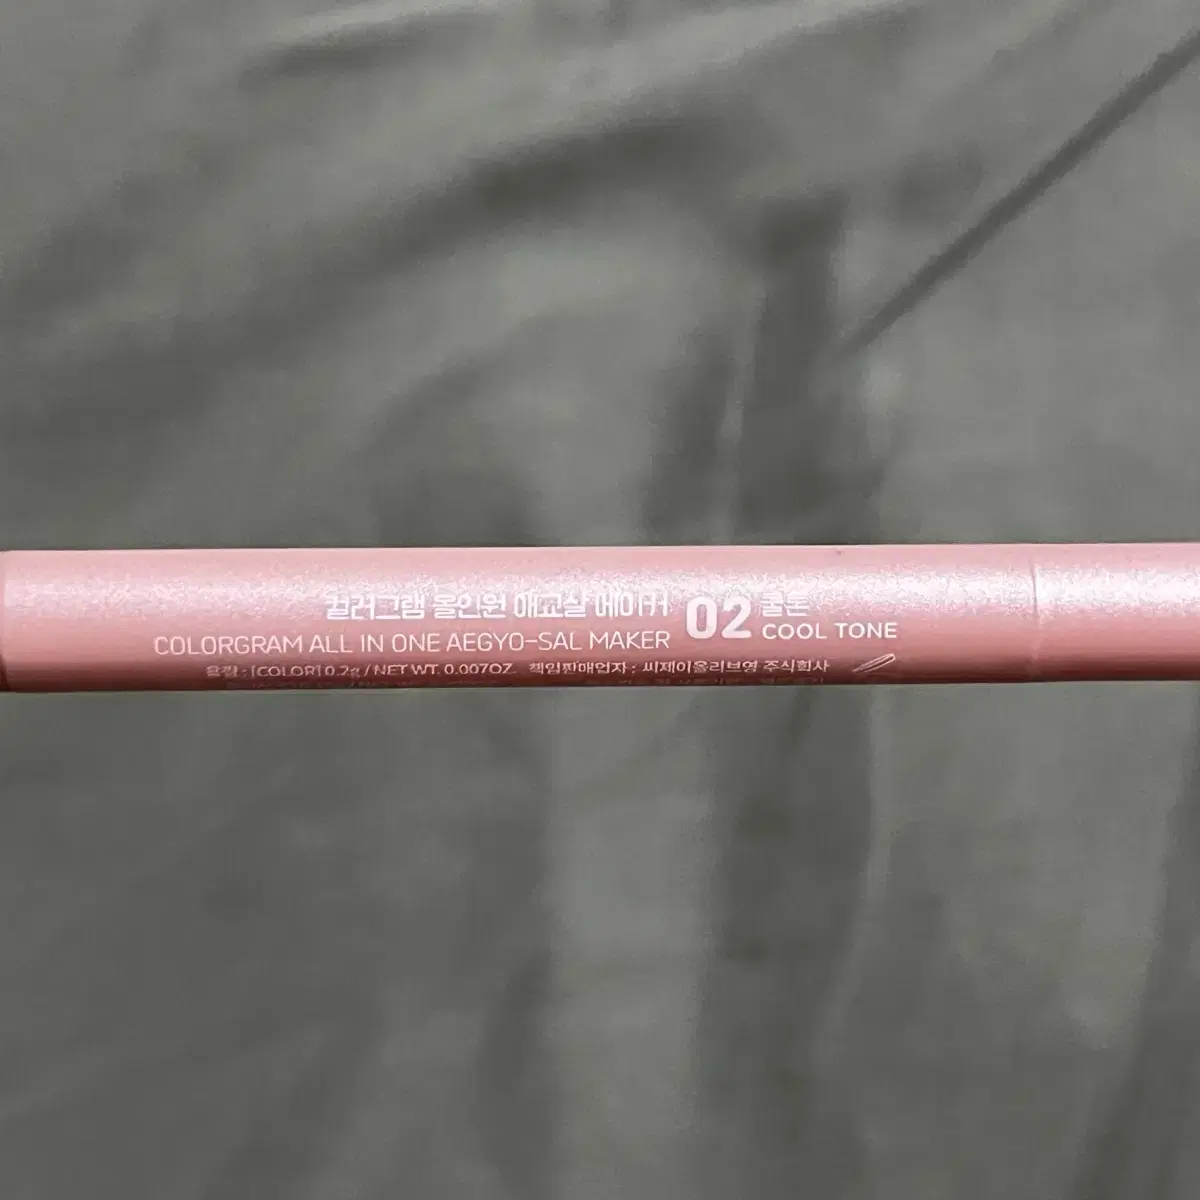 컬러그램 올인원 애교살 메이커 02 쿨톤
COLORGRAM ALL IN ONE AEGYO-SAL MAKER COOL TONE
용량 : [COLOR] 0.2g / NET WT. 0.007OZ. 책임판매업자 : 씨제이올리브영 주식회사